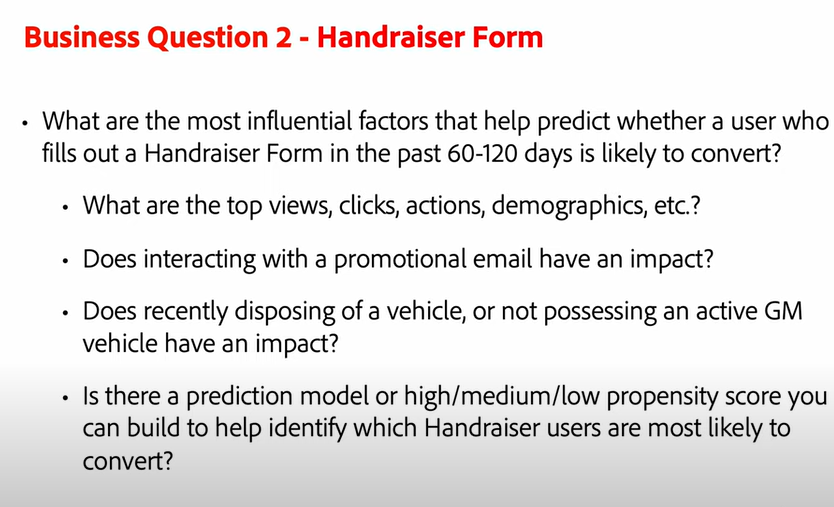 Business Question 2 - Handraiser Form
• What are the most influential factors that help predict whether a user who
fills out a Handraiser Form in the past 60-120 days is likely to convert?
• What are the top views, clicks, actions, demographics, etc.?
• Does interacting with a promotional email have an impact?
• Does recently disposing of a vehicle, or not possessing an active GM
vehicle have an impact?
• Is there a prediction model or high/medium/low propensity score you
can build to help identify which Handraiser users are most likely to
convert?